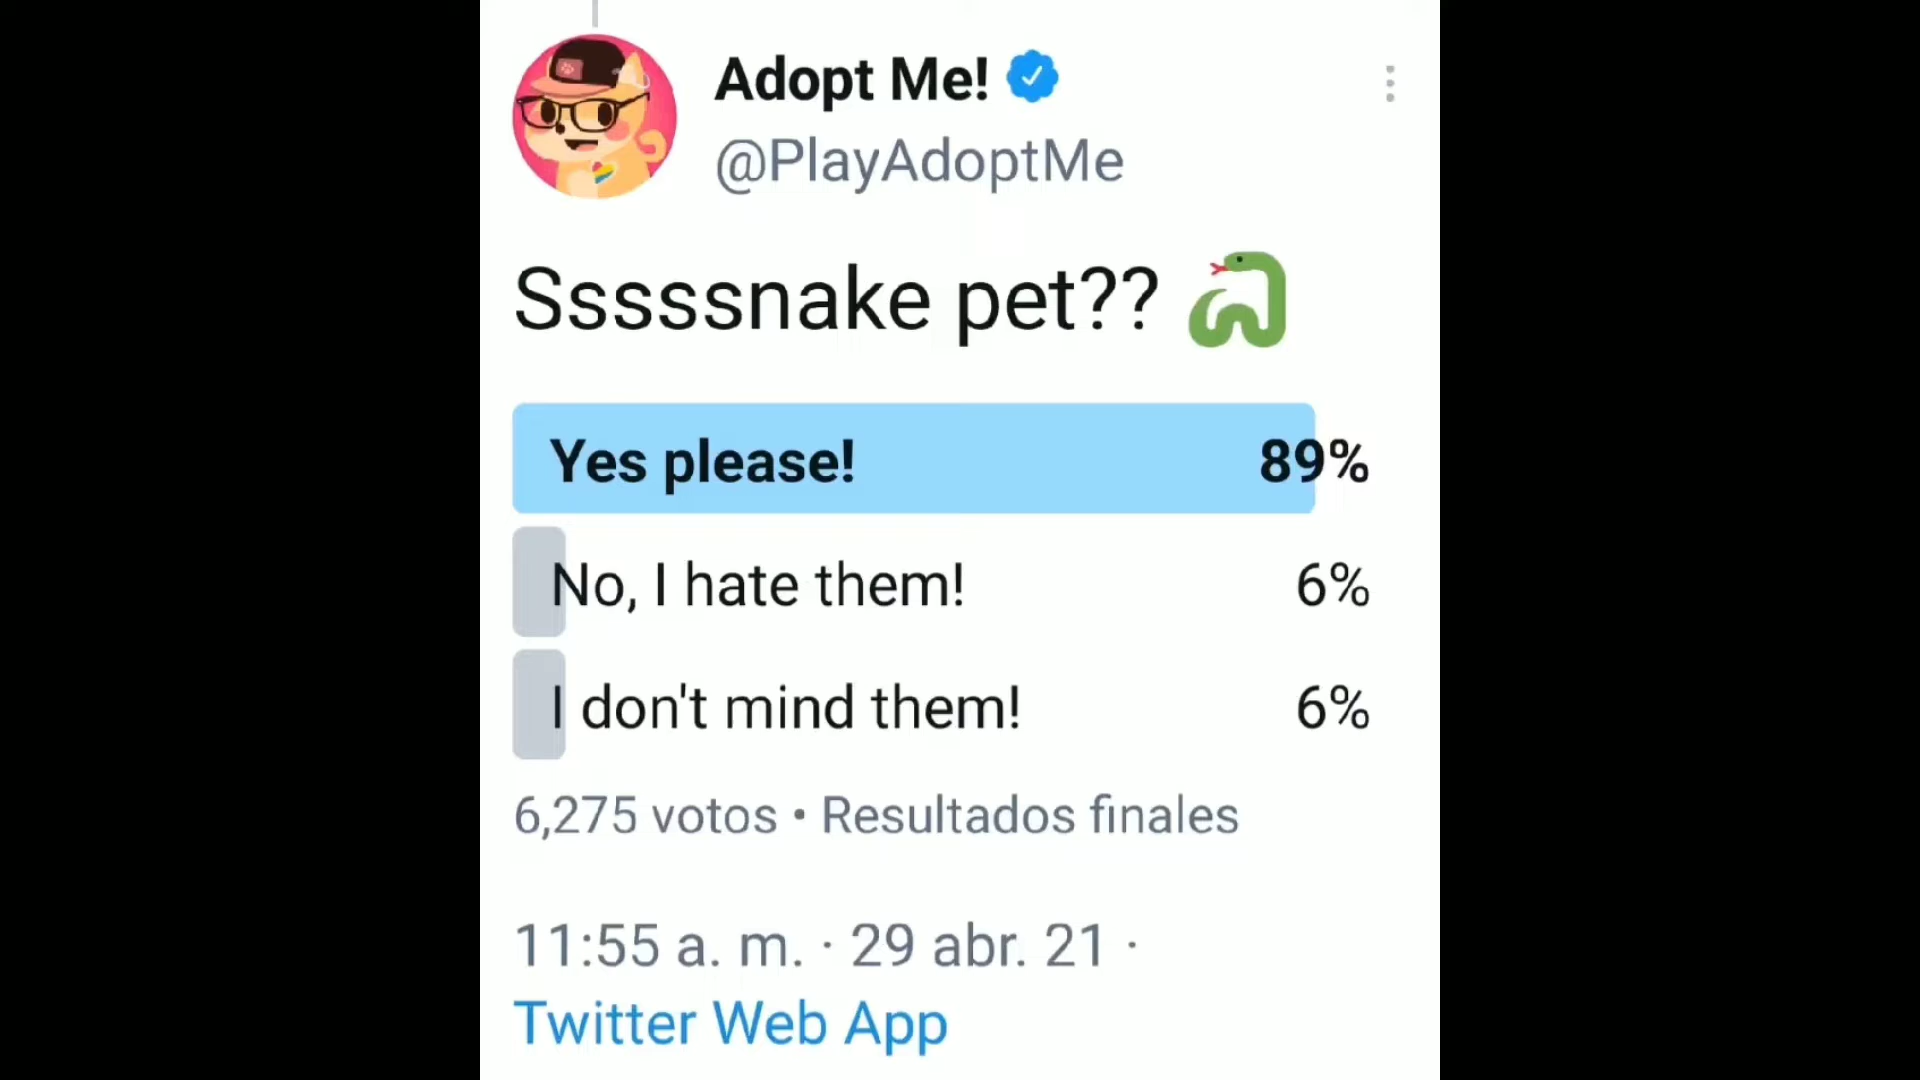 Adopt Me!
@PlayAdoptMe
Sssssnake pet?? 🐍
Yes please! 89%
No, I hate them! 6%
I don't mind them! 6%
6,275 votos • Resultados finales
11:55 a. m. · 29 abr. 21 ·
Twitter Web App